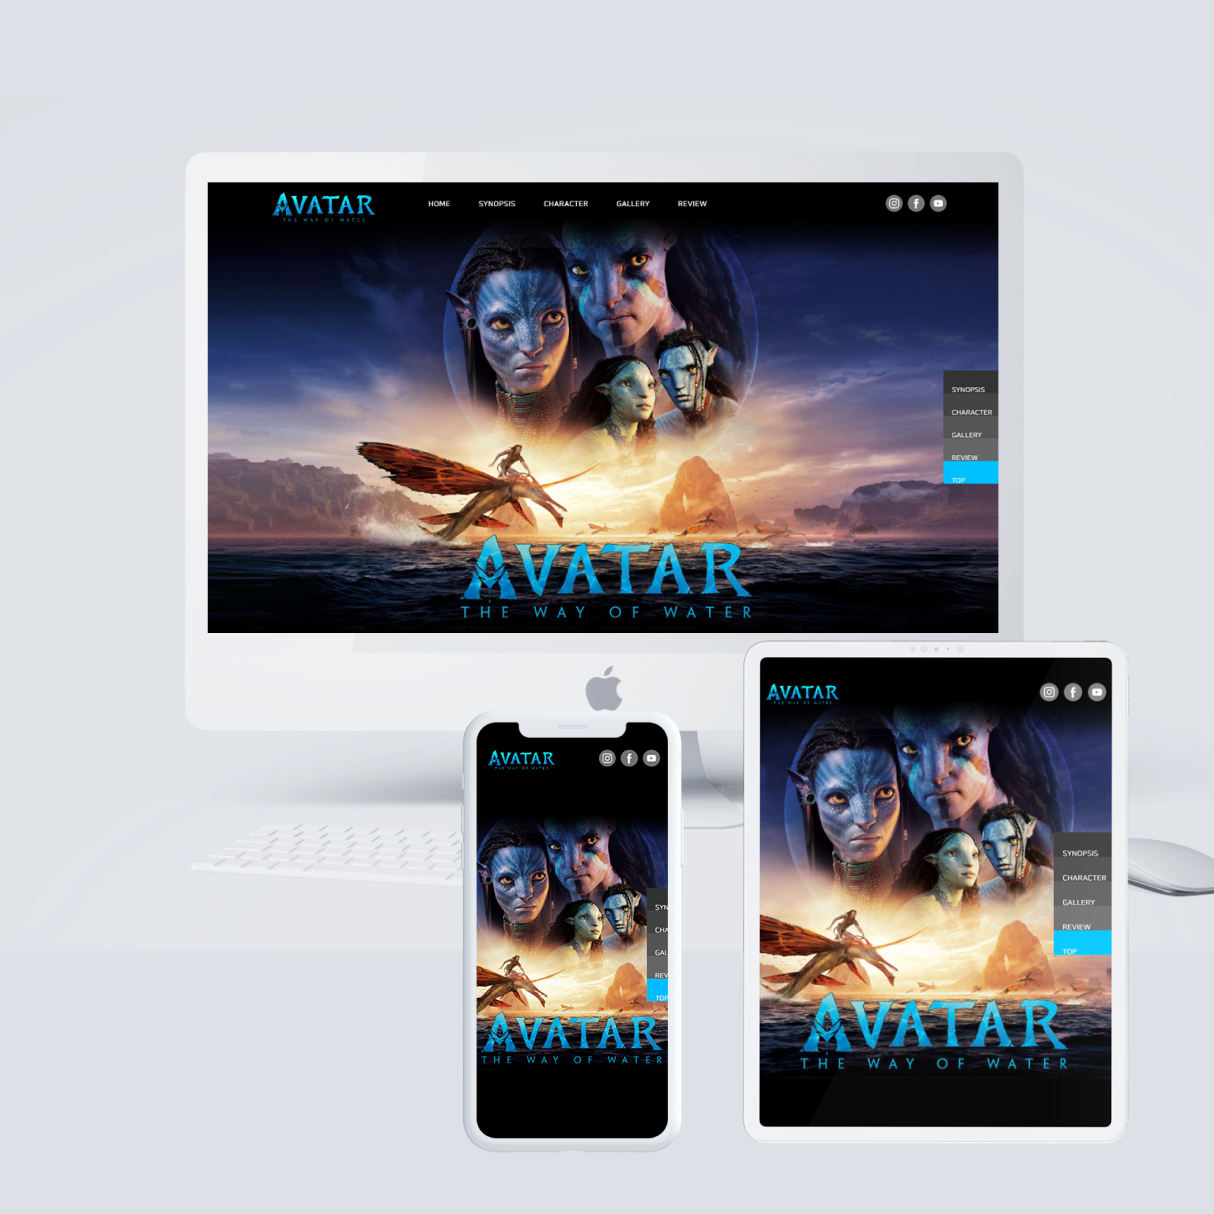 AVATAR
THE WAY OF WATER
HOME SYNOPSIS CHARACTER GALLERY REVIEW
SYNOPSIS
CHARACTER
GALLERY
REVIEW
TOP
AVATAR
THE WAY OF WATER
AVATAR
THE WAY OF WATER
SYN
CHA
GAL
REV
TOP
AVATAR
THE WAY OF WATER
AVATAR
THE WAY OF WATER
SYNOPSIS
CHARACTER
GALLERY
REVIEW
TOP
AVATAR
THE WAY OF WATER